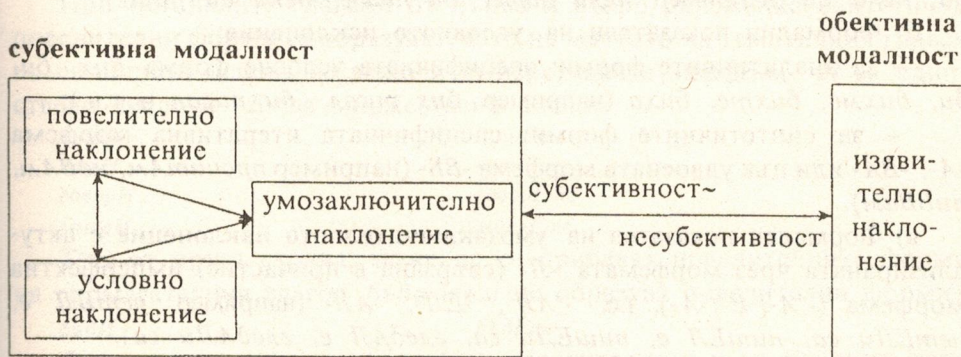 субективна модалност
обективна
модалност
повелително
наклонение
умозаключително
наклонение
условно
наклонение
субективност~
несубективност
изяви-
телно
накло-
нение